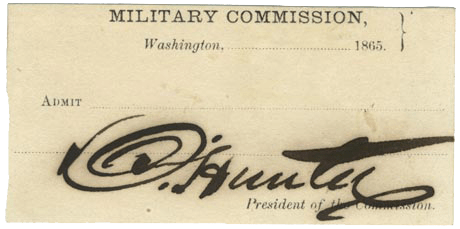 MILITARY COMMISSION,
Washington, 1865.
ADMIT
D. Hunter
President of the Commission.